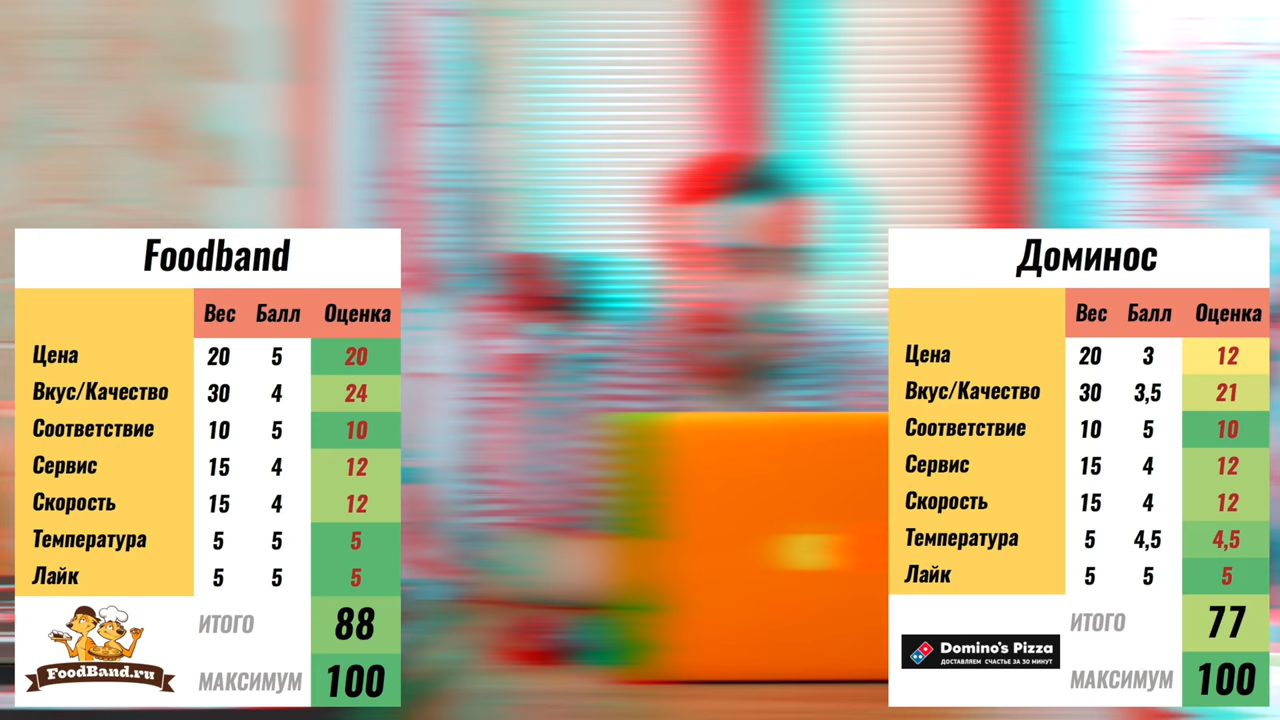 Foodband
Вес Балл Оценка
Цена 20 5 20
Вкус/Качество 30 4 24
Соответствие 10 5 10
Сервис 15 4 12
Скорость 15 4 12
Температура 5 5 5
Лайк 5 5 5
ИТОГО 88
FoodBand.ru
МАКСИМУМ 100
Доминос
Вес Балл Оценка
Цена 20 3 12
Вкус/Качество 30 3,5 21
Соответствие 10 5 10
Сервис 15 4 12
Скорость 15 4 12
Температура 5 4,5 4,5
Лайк 5 5 5
ИТОГО 77
Domino's Pizza
ДОСТАВЛЯЕМ СЧАСТЬЕ ЗА 30 МИНУТ
МАКСИМУМ 100